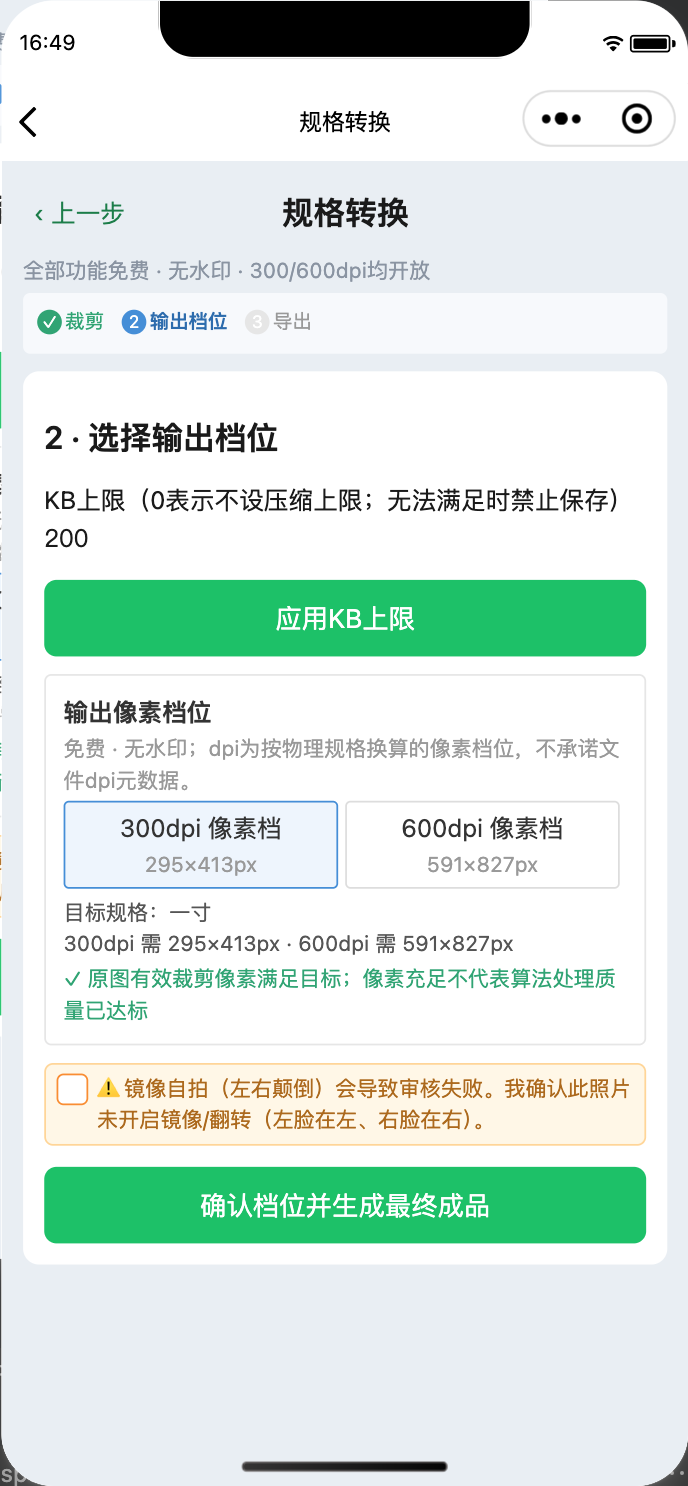 16:49
规格转换
‹ 上一步
规格转换
全部功能免费 · 无水印 · 300/600dpi均开放
✓ 裁剪 2 输出档位 3 导出
2 · 选择输出档位
KB上限（0表示不设压缩上限；无法满足时禁止保存）
200
应用KB上限
输出像素档位
免费 · 无水印；dpi为按物理规格换算的像素档位，不承诺文
件dpi元数据。
300dpi 像素档
295×413px
600dpi 像素档
591×827px
目标规格：一寸
300dpi 需 295×413px · 600dpi 需 591×827px
✓ 原图有效裁剪像素满足目标；像素充足不代表算法处理质
量已达标
⚠️ 镜像自拍（左右颠倒）会导致审核失败。我确认此照片
未开启镜像/翻转（左脸在左、右脸在右）。
确认档位并生成最终成品